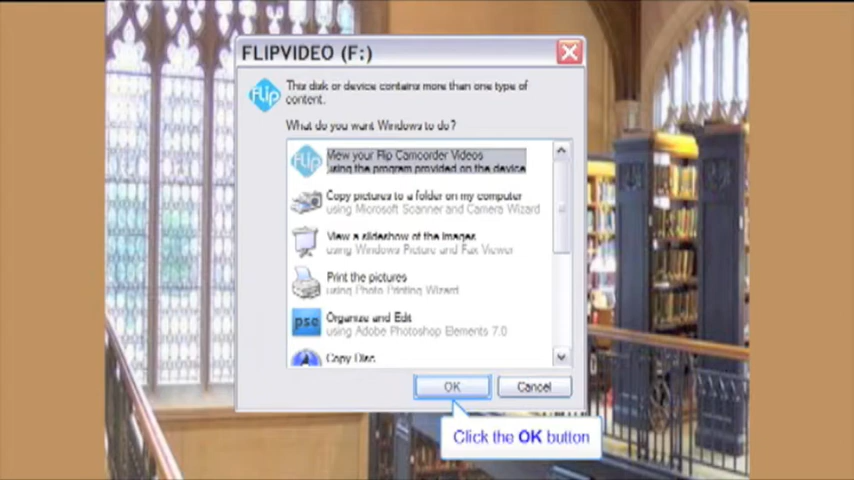 FLIPVIDEO (F:)
Flip
This disk or device contains more than one type of
content.
What do you want Windows to do?
Flip
View your Flip Camcorder Videos
using the program provided on the device
Copy pictures to a folder on my computer
using Microsoft Scanner and Camera Wizard
View a slideshow of the images
using Windows Picture and Fax Viewer
Print the pictures
using Photo Printing Wizard
pse
Organize and Edit
using Adobe Photoshop Elements 7.0
Copy Disc
OK
Cancel
Click the OK button